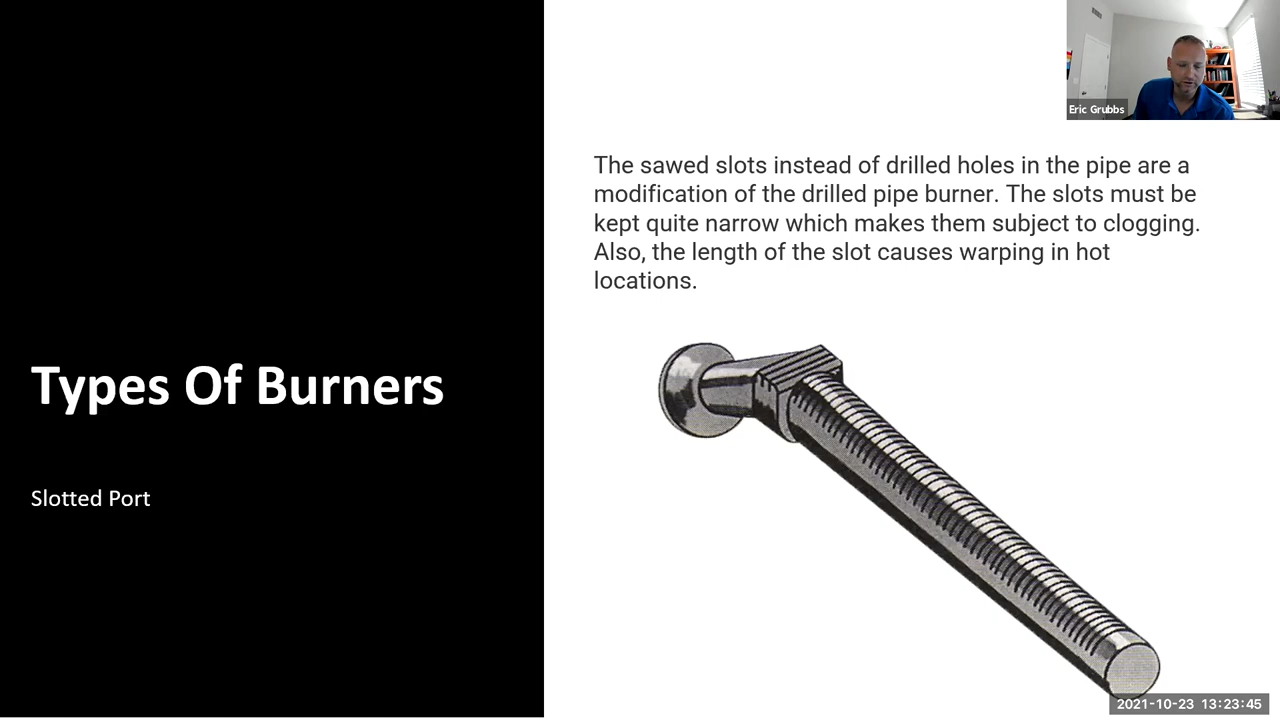 Eric Grubbs
The sawed slots instead of drilled holes in the pipe are a
modification of the drilled pipe burner. The slots must be
kept quite narrow which makes them subject to clogging.
Also, the length of the slot causes warping in hot
locations.
Types Of Burners
Slotted Port
2021-10-23 13:23:45